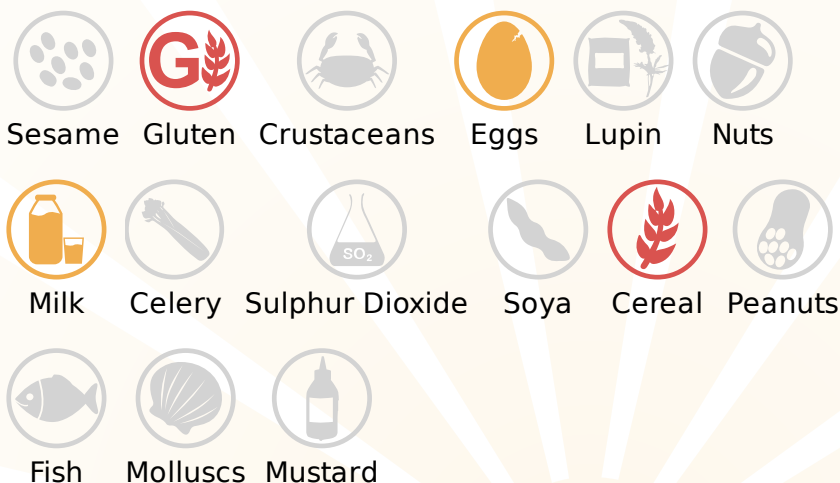 G
Sesame Gluten Crustaceans Eggs Lupin Nuts
SO₂
Milk Celery Sulphur Dioxide Soya Cereal Peanuts
Fish Molluscs Mustard